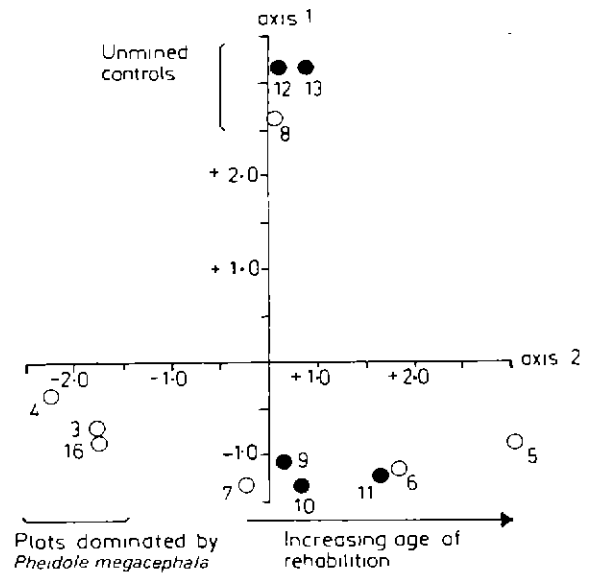 axis 1
Unmined
controls
12 13
8
+ 2·0
+ 1·0
axis 2
-2·0 -1·0 +1·0 +2·0
4
3
16
-1·0
9
5
6
7
10
11
Plots dominated by
Pheidole megacephala
Increasing age of
rehabilition